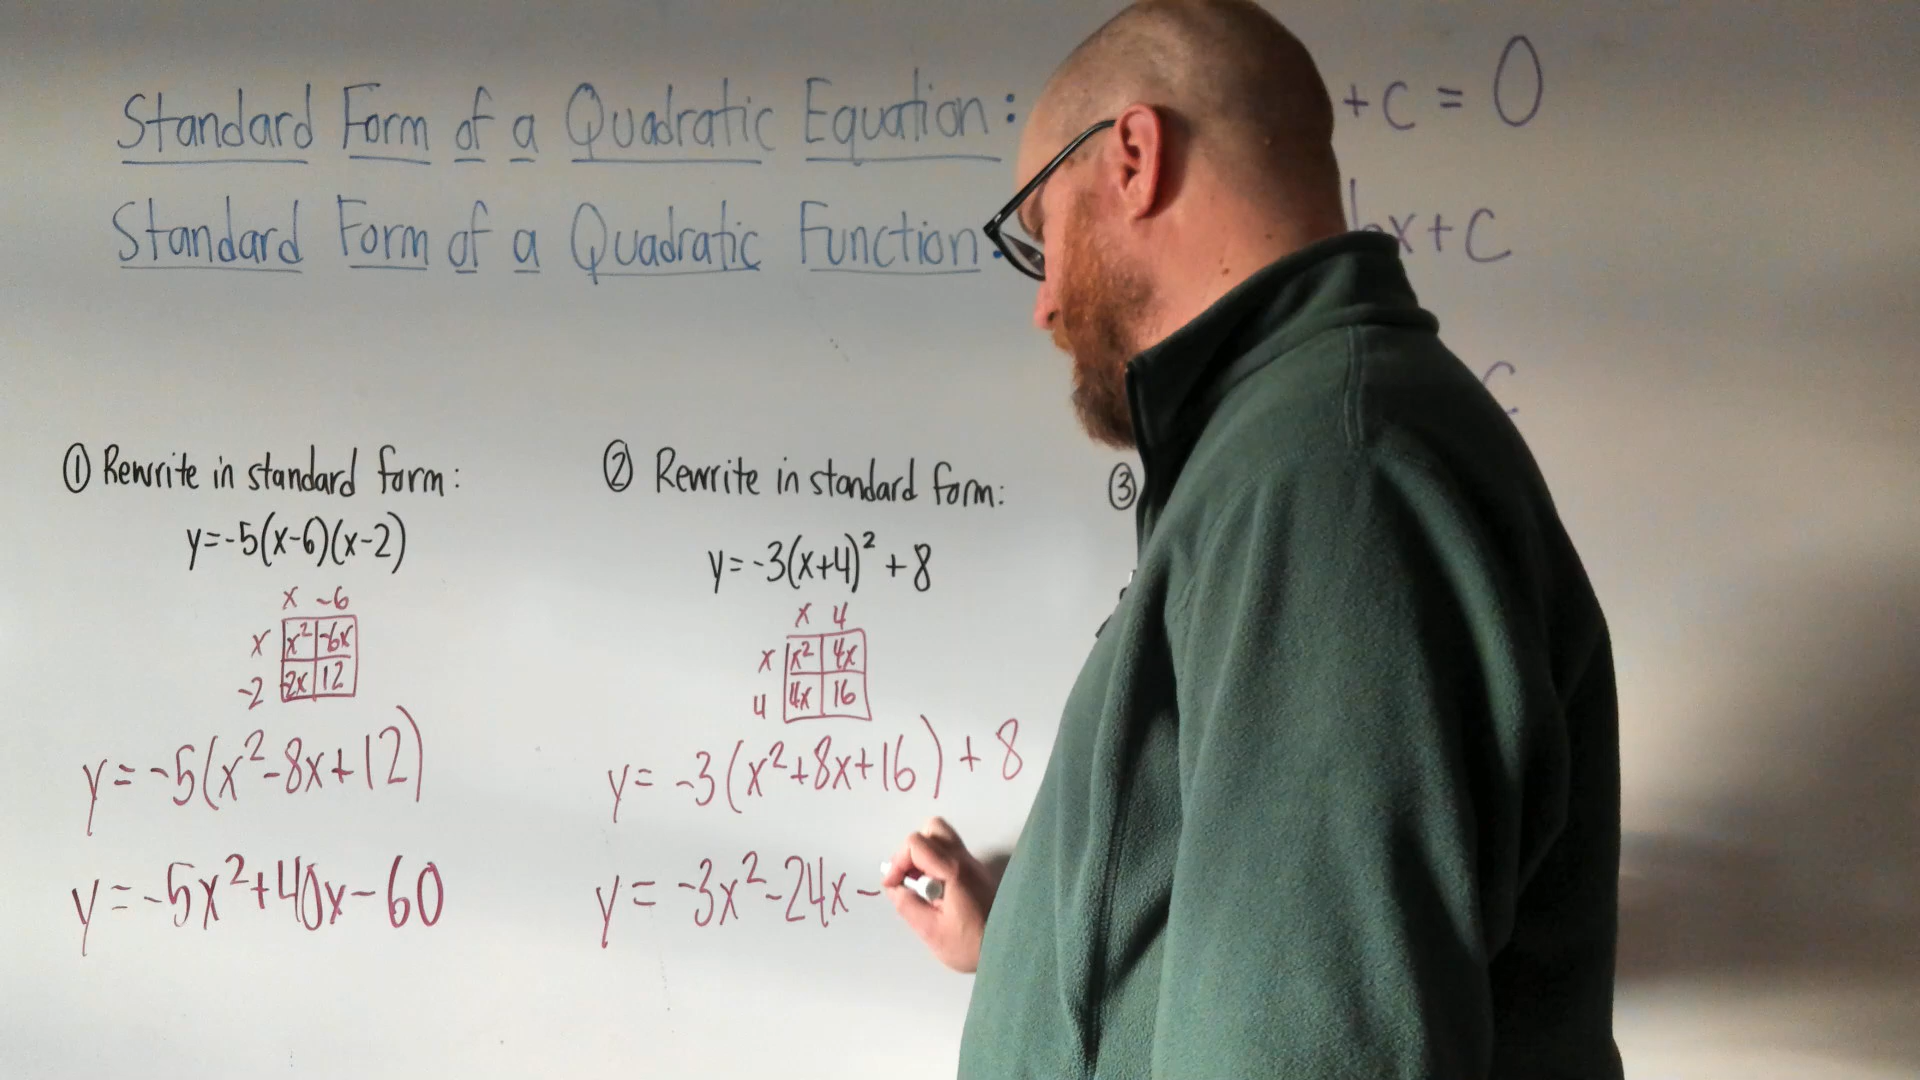 Standard Form of a Quadratic Equation: +c=0
Standard Form of a Quadratic Function: bx+c
c
① Rewrite in standard form:
y=-5(x-6)(x-2)
x -6
x x² -6x
-2 -2x 12
y=-5(x²-8x+12)
y=-5x²+40x-60
② Rewrite in standard form:
y=-3(x+4)²+8
x 4
x x² 4x
4 4x 16
y=-3(x²+8x+16)+8
y=-3x²-24x-
③